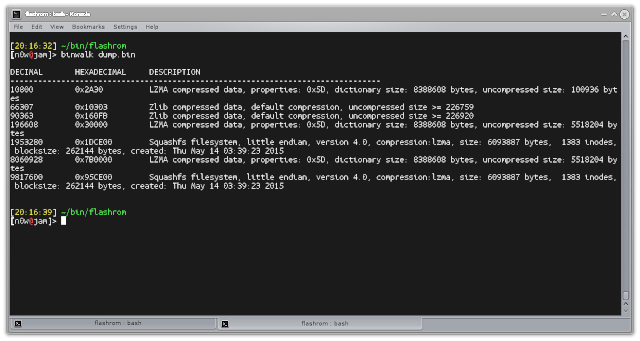 flashrom : bash - Konsole
File Edit View Bookmarks Settings Help
[20:16:32] ~/bin/flashrom
[n0w@jam]> binwalk dump.bin
DECIMAL HEXADECIMAL DESCRIPTION
--------------------------------------------------------------------------------
10800 0x2A30 LZMA compressed data, properties: 0x5D, dictionary size: 8388608 bytes, uncompressed size: 100936 byt
es
66307 0x10303 Zlib compressed data, default compression, uncompressed size >= 226759
90363 0x160FB Zlib compressed data, default compression, uncompressed size >= 226920
196608 0x30000 LZMA compressed data, properties: 0x5D, dictionary size: 8388608 bytes, uncompressed size: 5518204 by
tes
1953280 0x1DCE00 Squashfs filesystem, little endian, version 4.0, compression:lzma, size: 6093887 bytes, 1383 inodes,
blocksize: 262144 bytes, created: Thu May 14 03:39:23 2015
8060928 0x7B0000 LZMA compressed data, properties: 0x5D, dictionary size: 8388608 bytes, uncompressed size: 5518204 by
tes
9817600 0x95CE00 Squashfs filesystem, little endian, version 4.0, compression:lzma, size: 6093887 bytes, 1383 inodes,
blocksize: 262144 bytes, created: Thu May 14 03:39:23 2015
[20:16:39] ~/bin/flashrom
[n0w@jam]>
flashrom : bash
flashrom : bash